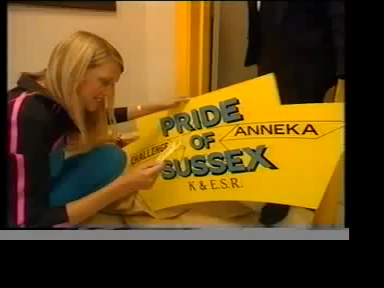 PRIDE
OF
ANNEKA
CHALLENGE
SUSSEX
K & E.S.R.